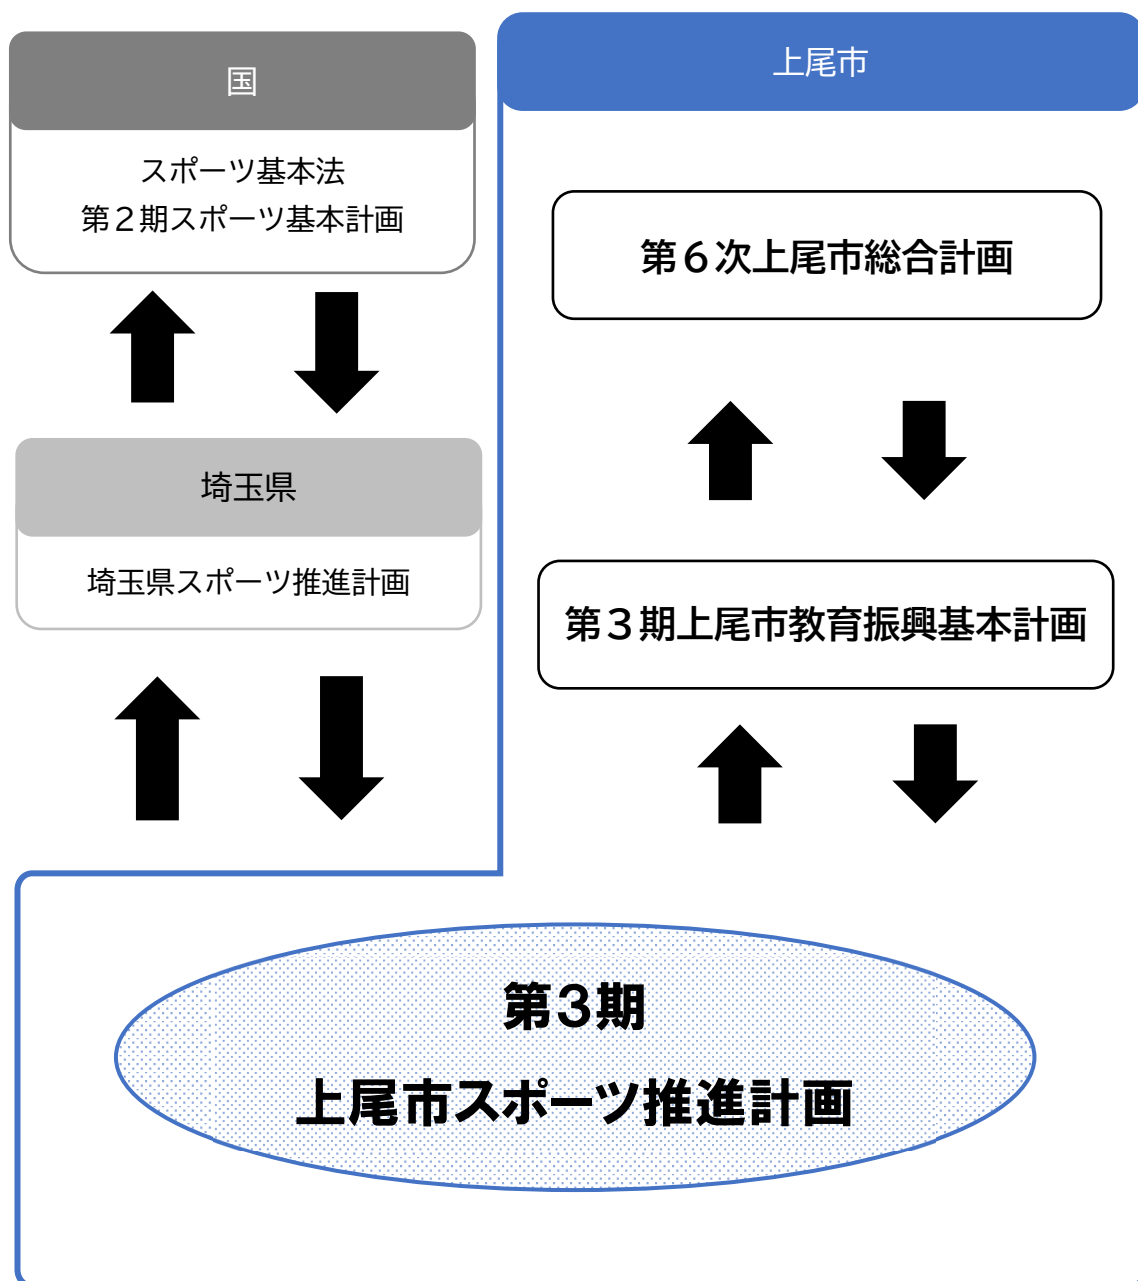 国
スポーツ基本法
第２期スポーツ基本計画
埼玉県
埼玉県スポーツ推進計画
上尾市
第６次上尾市総合計画
第３期上尾市教育振興基本計画
第3期
上尾市スポーツ推進計画